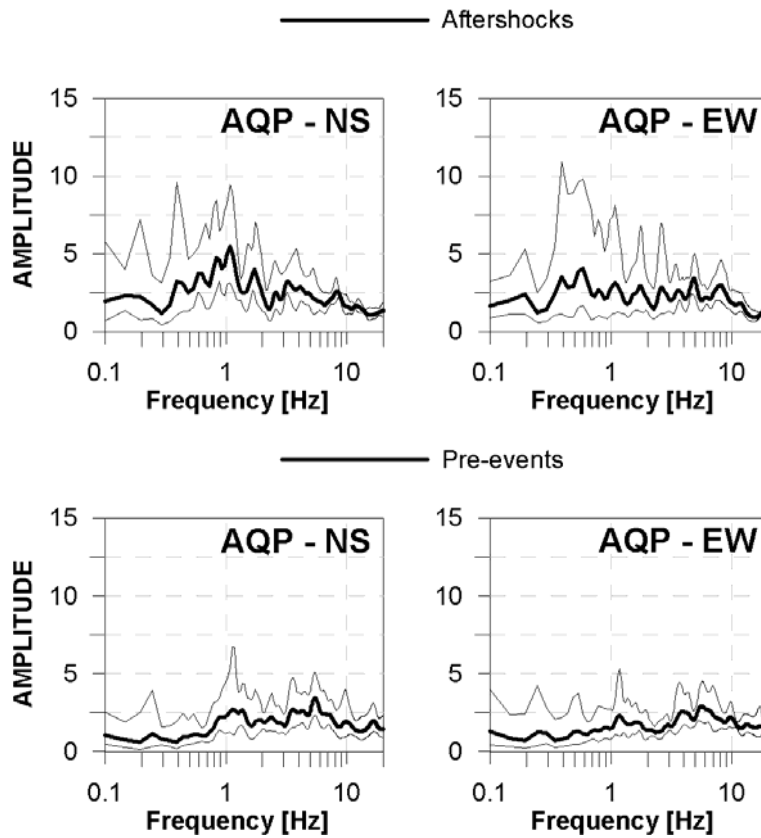 Aftershocks
AQP - NS
AQP - EW
AMPLITUDE
15
10
5
0
0.1 1 10
Frequency [Hz]
15
10
5
0
0.1 1 10
Frequency [Hz]
Pre-events
AQP - NS
AQP - EW
AMPLITUDE
15
10
5
0
0.1 1 10
Frequency [Hz]
15
10
5
0
0.1 1 10
Frequency [Hz]